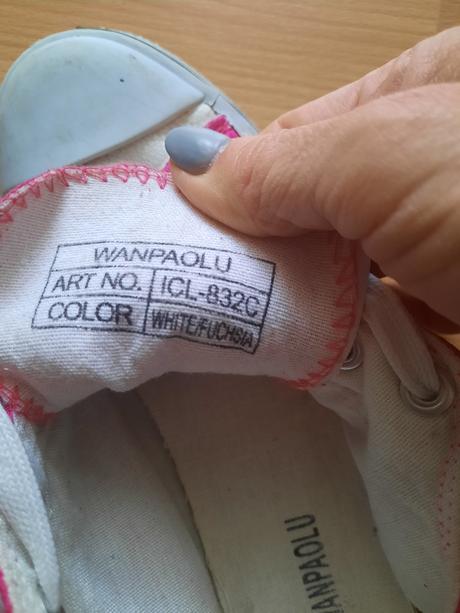 WANPAOLU
ART NO. ICL-832C
COLOR WHITE/FUCHSIA
WANPAOLU